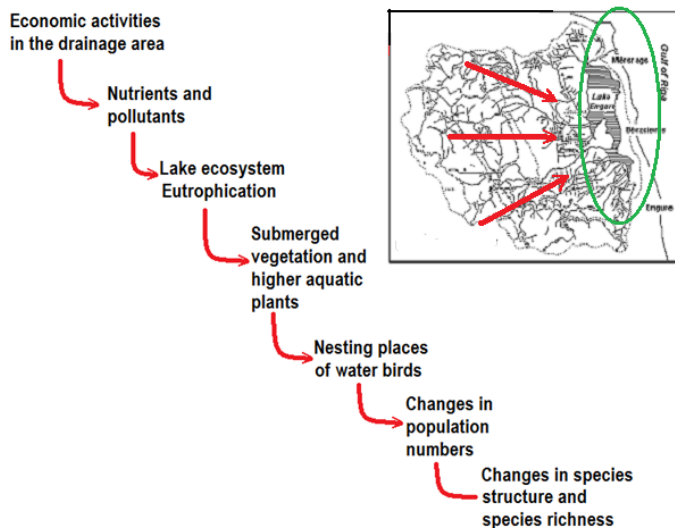 Economic activities
in the drainage area
Nutrients and
pollutants
Lake ecosystem
Eutrophication
Submerged
vegetation and
higher aquatic
plants
Nesting places
of water birds
Changes in
population
numbers
Changes in species
structure and
species richness
Mērsrags
Gulf of Riga
Lake
Engure
Bērzciems
Engure